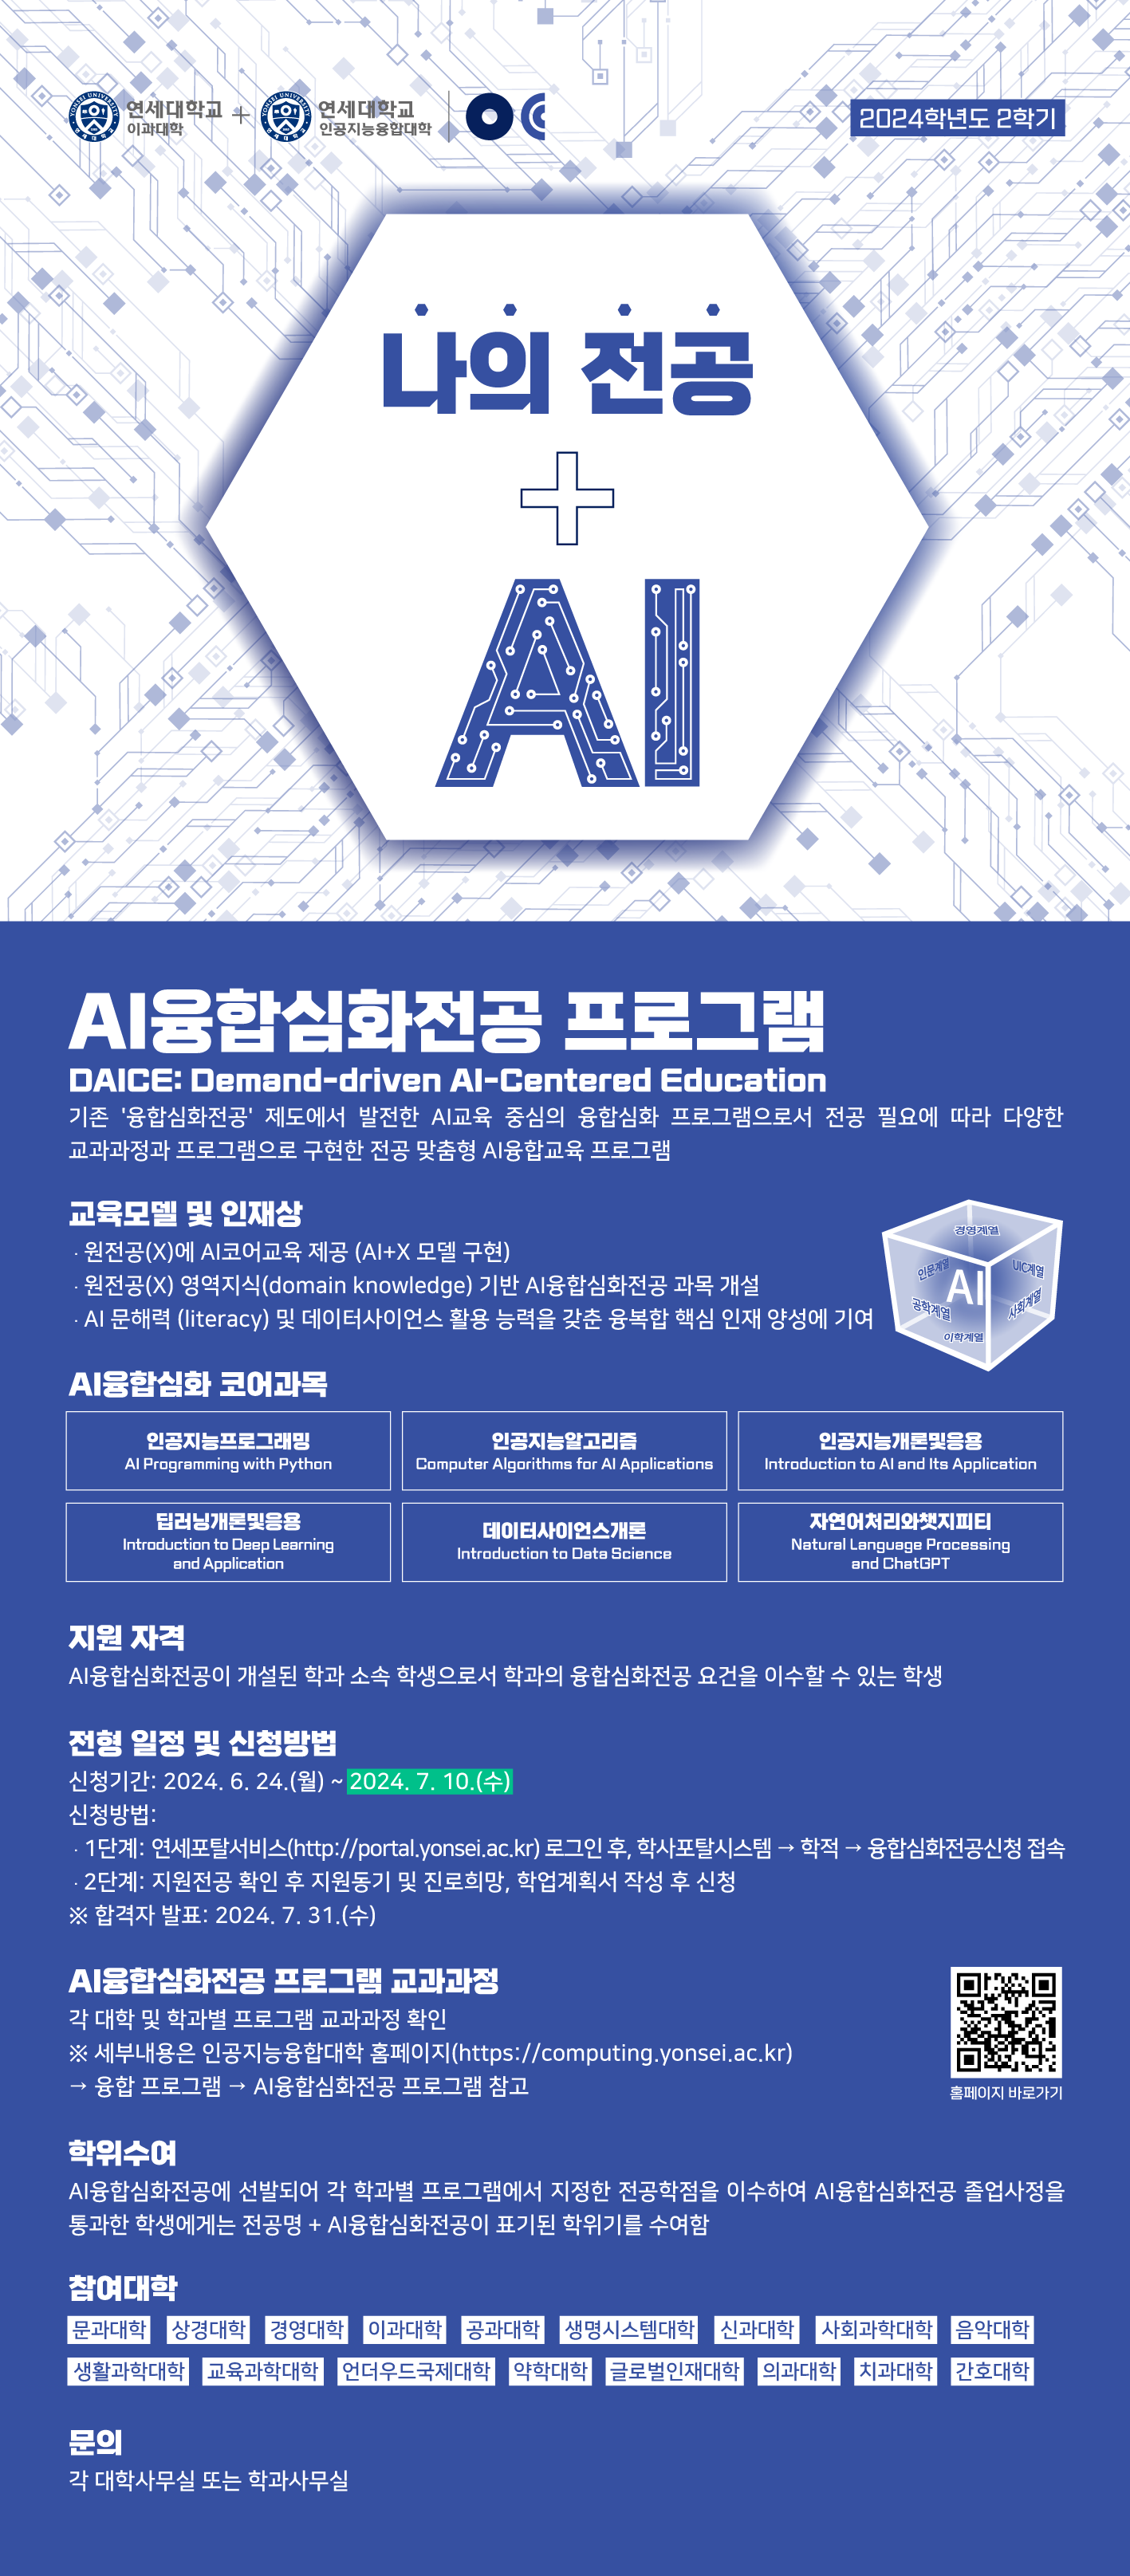 연세대학교
이과대학
+
연세대학교
인공지능융합대학
2024학년도 2학기
나의 전공
+
AI
AI융합심화전공 프로그램
DAICE: Demand-driven AI-Centered Education
기존 '융합심화전공' 제도에서 발전한 AI교육 중심의 융합심화 프로그램으로서 전공 필요에 따라 다양한
교과과정과 프로그램으로 구현한 전공 맞춤형 AI융합교육 프로그램
교육모델 및 인재상
· 원전공(X)에 AI코어교육 제공 (AI+X 모델 구현)
· 원전공(X) 영역지식(domain knowledge) 기반 AI융합심화전공 과목 개설
· AI 문해력 (literacy) 및 데이터사이언스 활용 능력을 갖춘 융복합 핵심 인재 양성에 기여
경영계열
인문계열
UIC계열
AI
공학계열
사회계열
이학계열
AI융합심화 코어과목
인공지능프로그래밍
AI Programming with Python
인공지능알고리즘
Computer Algorithms for AI Applications
인공지능개론및응용
Introduction to AI and Its Application
딥러닝개론및응용
Introduction to Deep Learning
and Application
데이터사이언스개론
Introduction to Data Science
자연어처리와챗지피티
Natural Language Processing
and ChatGPT
지원 자격
AI융합심화전공이 개설된 학과 소속 학생으로서 학과의 융합심화전공 요건을 이수할 수 있는 학생
전형 일정 및 신청방법
신청기간: 2024. 6. 24.(월) ~ 2024. 7. 10.(수)
신청방법:
· 1단계: 연세포탈서비스(http://portal.yonsei.ac.kr) 로그인 후, 학사포탈시스템 → 학적 → 융합심화전공신청 접속
· 2단계: 지원전공 확인 후 지원동기 및 진로희망, 학업계획서 작성 후 신청
※ 합격자 발표: 2024. 7. 31.(수)
AI융합심화전공 프로그램 교과과정
각 대학 및 학과별 프로그램 교과과정 확인
※ 세부내용은 인공지능융합대학 홈페이지(https://computing.yonsei.ac.kr)
→ 융합 프로그램 → AI융합심화전공 프로그램 참고
홈페이지 바로가기
학위수여
AI융합심화전공에 선발되어 각 학과별 프로그램에서 지정한 전공학점을 이수하여 AI융합심화전공 졸업사정을
통과한 학생에게는 전공명 + AI융합심화전공이 표기된 학위기를 수여함
참여대학
문과대학 상경대학 경영대학 이과대학 공과대학 생명시스템대학 신과대학 사회과학대학 음악대학
생활과학대학 교육과학대학 언더우드국제대학 약학대학 글로벌인재대학 의과대학 치과대학 간호대학
문의
각 대학사무실 또는 학과사무실